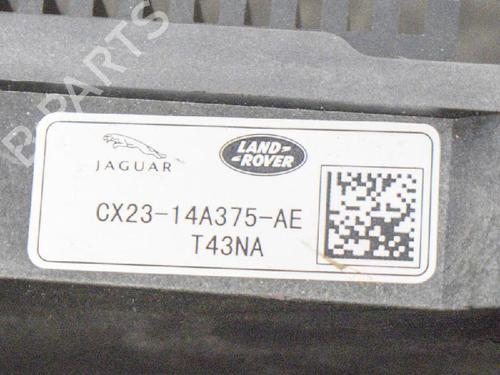 B-PARTS
JAGUAR
LAND-
-ROVER
CX23-14A375-AE
T43NA